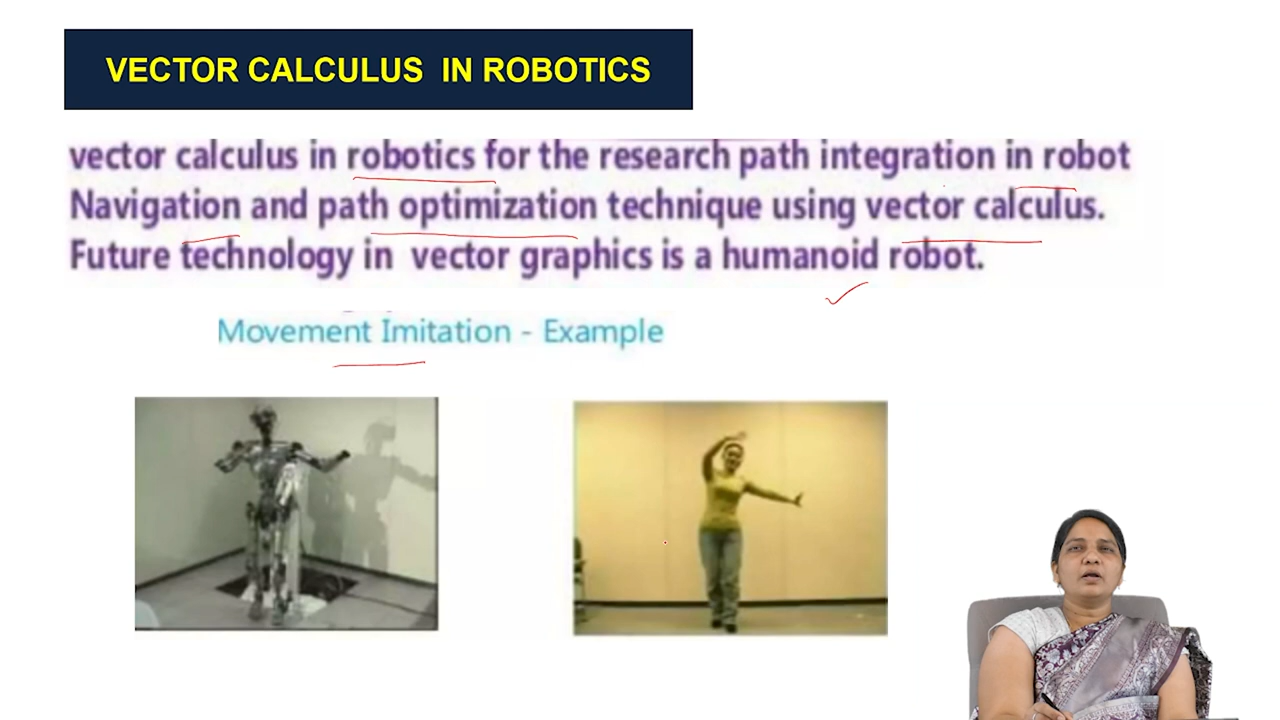 VECTOR CALCULUS IN ROBOTICS
vector calculus in robotics for the research path integration in robot
Navigation and path optimization technique using vector calculus.
Future technology in vector graphics is a humanoid robot.
Movement Imitation - Example